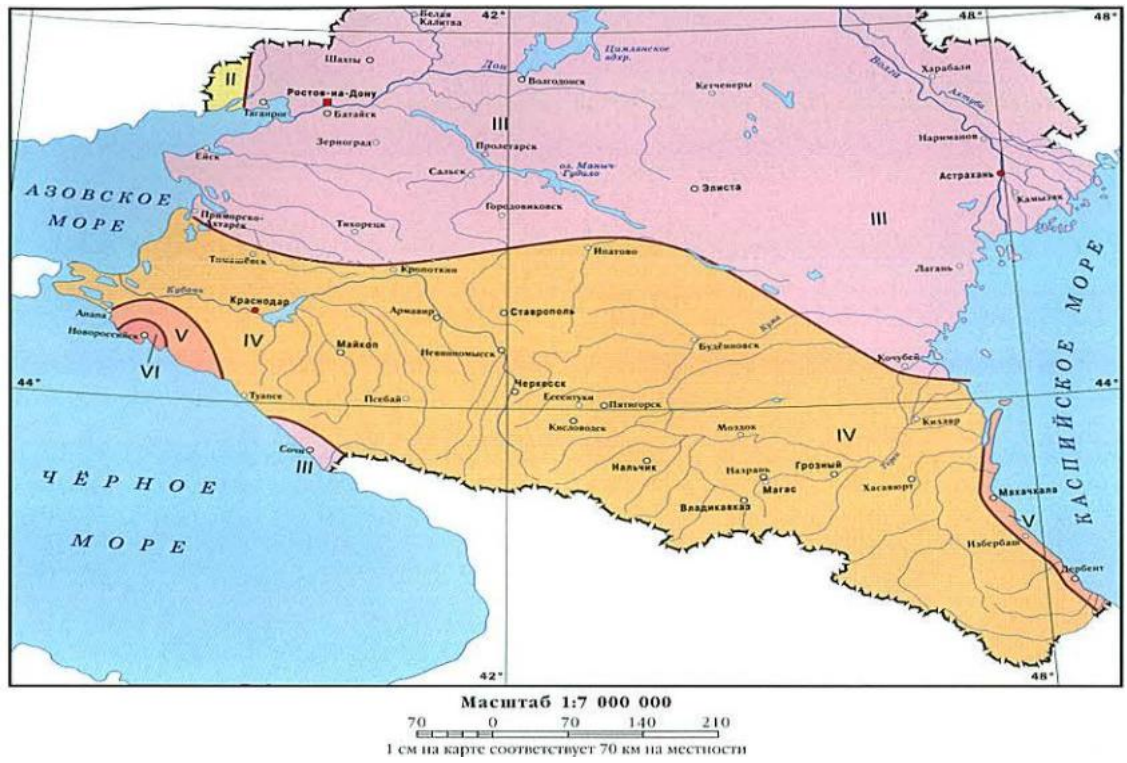 42°
48°
48°
Белая
Калитва
Цимлянское
вдхр.
Волга
Шахты
Дон
Харабали
II
Волгодонск
Кетченеры
Ахтуба
Ростов-на-Дону
Таганрог
Батайск
III
Нариманов
Зерноград
Пролетарск
Ейск
оз. Маныч
Гудило
Астрахань
Сальск
Элиста
Камызяк
АЗОВСКОЕ
МОРЕ
Приморско-
Ахтарск
Городовиковск
III
Тихорецк
Ипатово
Томашёвск
Кропоткин
Лагань
Кубань
Краснодар
Анапа
Армавир
Ставрополь
Кума
Новороссийск
V
IV
Будённовск
Майкоп
Невинномысск
Кочубей
VI
44°
Черкесск
44°
Туапсе
Псебай
Ессентуки
Пятигорск
Кисловодск
Моздок
IV
Кизляр
Сочи
III
Нальчик
Назрань
Грозный
Терек
Магас
Хасавюрт
Махачкала
Владикавказ
V
Избербаш
Дербент
ЧЁРНОЕ
МОРЕ
КАСПИЙСКОЕ МОРЕ
42°
48°
Масштаб 1:7 000 000
70 0 70 140 210
1 см на карте соответствует 70 км на местности